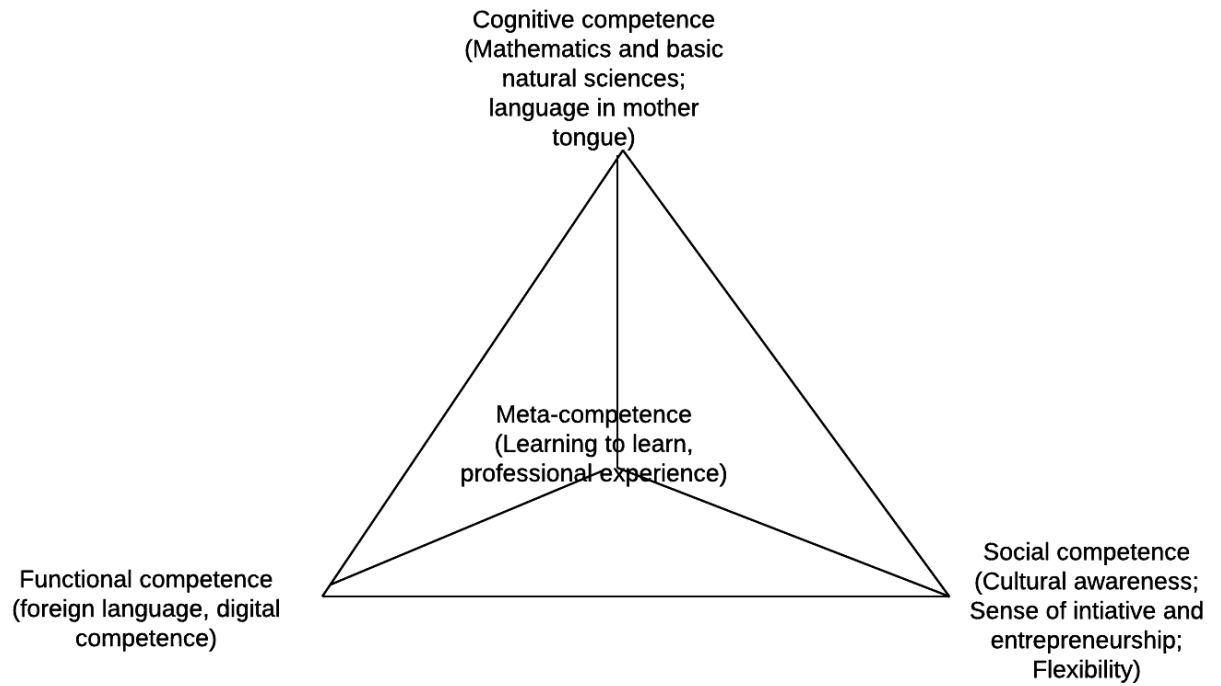 Cognitive competence
(Mathematics and basic
natural sciences;
language in mother
tongue)
Meta-competence
(Learning to learn,
professional experience)
Functional competence
(foreign language, digital
competence)
Social competence
(Cultural awareness;
Sense of intiative and
entrepreneurship;
Flexibility)